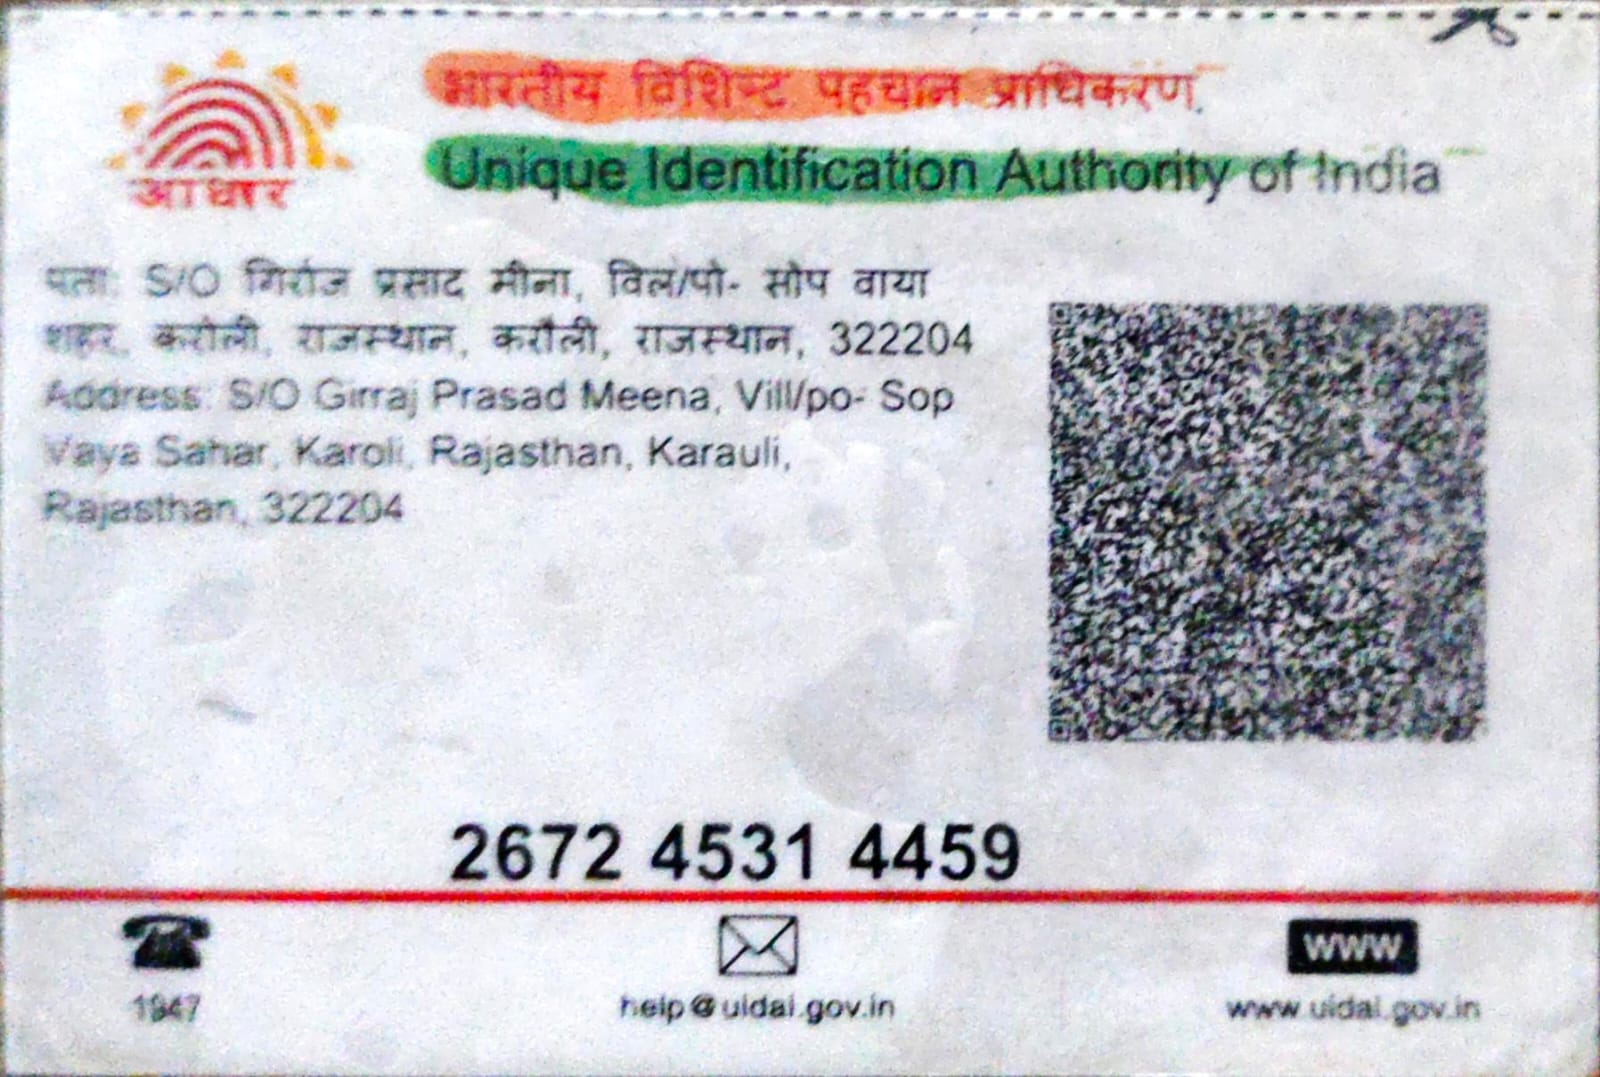 भारतीय विशिष्ट पहचान प्राधिकरण
Unique Identification Authority of India
आधार
पता: S/O गिर्राज प्रसाद मीना, विल/पो- सोप वाया
शहर, करोली, राजस्थान, करौली, राजस्थान, 322204
Address: S/O Girraj Prasad Meena, Vill/po- Sop
Vaya Sahar, Karoli, Rajasthan, Karauli,
Rajasthan, 322204
2672 4531 4459
WWW
1947
help@uidai.gov.in
www.uidai.gov.in